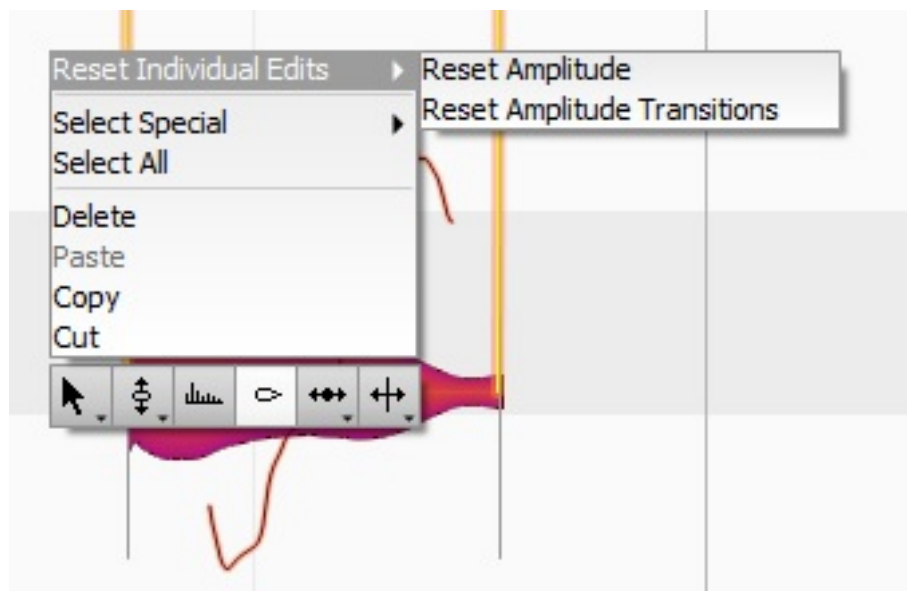 Reset Individual Edits
Reset Amplitude
Reset Amplitude Transitions
Select Special
Select All
Delete
Paste
Copy
Cut